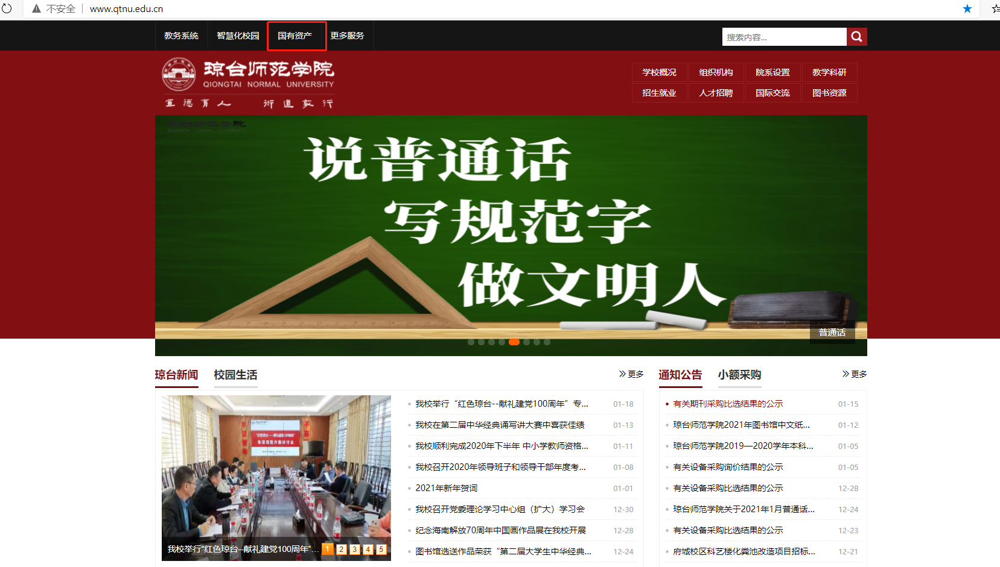 不安全 www.qtnu.edu.cn
教务系统 智慧化校园 国有资产 更多服务
搜索内容...
琼台师范学院
QIONGTAI NORMAL UNIVERSITY
宣德育人 衍道敦行
学校概况 组织机构 院系设置 教学科研
招生就业 人才招聘 国际交流 图书资源
琼台师范学院
说普通话
写规范字
做文明人
普通话
琼台新闻 校园生活 更多
通知公告 小额采购 更多
我校举行“红色琼台--献礼建党100周年”专... 01-18
我校在第二届中华经典诵写讲大赛中喜获佳绩 01-13
我校顺利完成2020年下半年 中小学教师资格... 01-11
我校召开2020年领导班子和领导干部年度考... 01-08
2021年新年贺词 01-01
我校召开党委理论学习中心组（扩大）学习会 12-30
纪念海南解放70周年中国画作品展在我校开展 12-28
图书馆选送作品荣获“第二届大学生中华经典... 12-24
“红色琼台——献礼建党100周年”
专项课题开题研讨会
我校举行“红色琼台--献礼建党100周年”... 1 2 3 4 5
有关期刊采购比选结果的公示 01-15
琼台师范学院2021年图书馆中文纸... 01-12
琼台师范学院2019—2020学年本科... 01-05
有关设备采购询价结果的公示 01-05
有关设备采购比选结果的公示 12-28
琼台师范学院关于2021年1月普通话... 12-24
有关设备采购比选结果的公示 12-23
府城校区科艺楼化粪池改造项目招标... 12-21